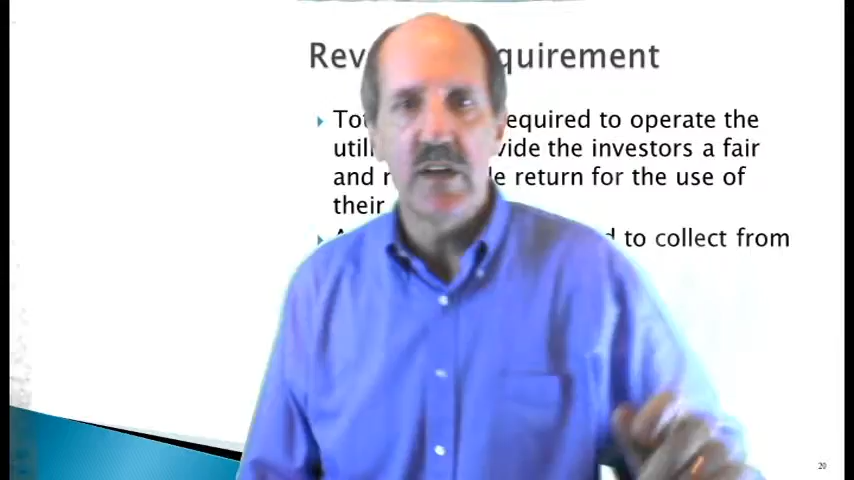 Rev quirement
Tot equired to operate the
util vide the investors a fair
and r le return for the use of
their
d to collect from
20